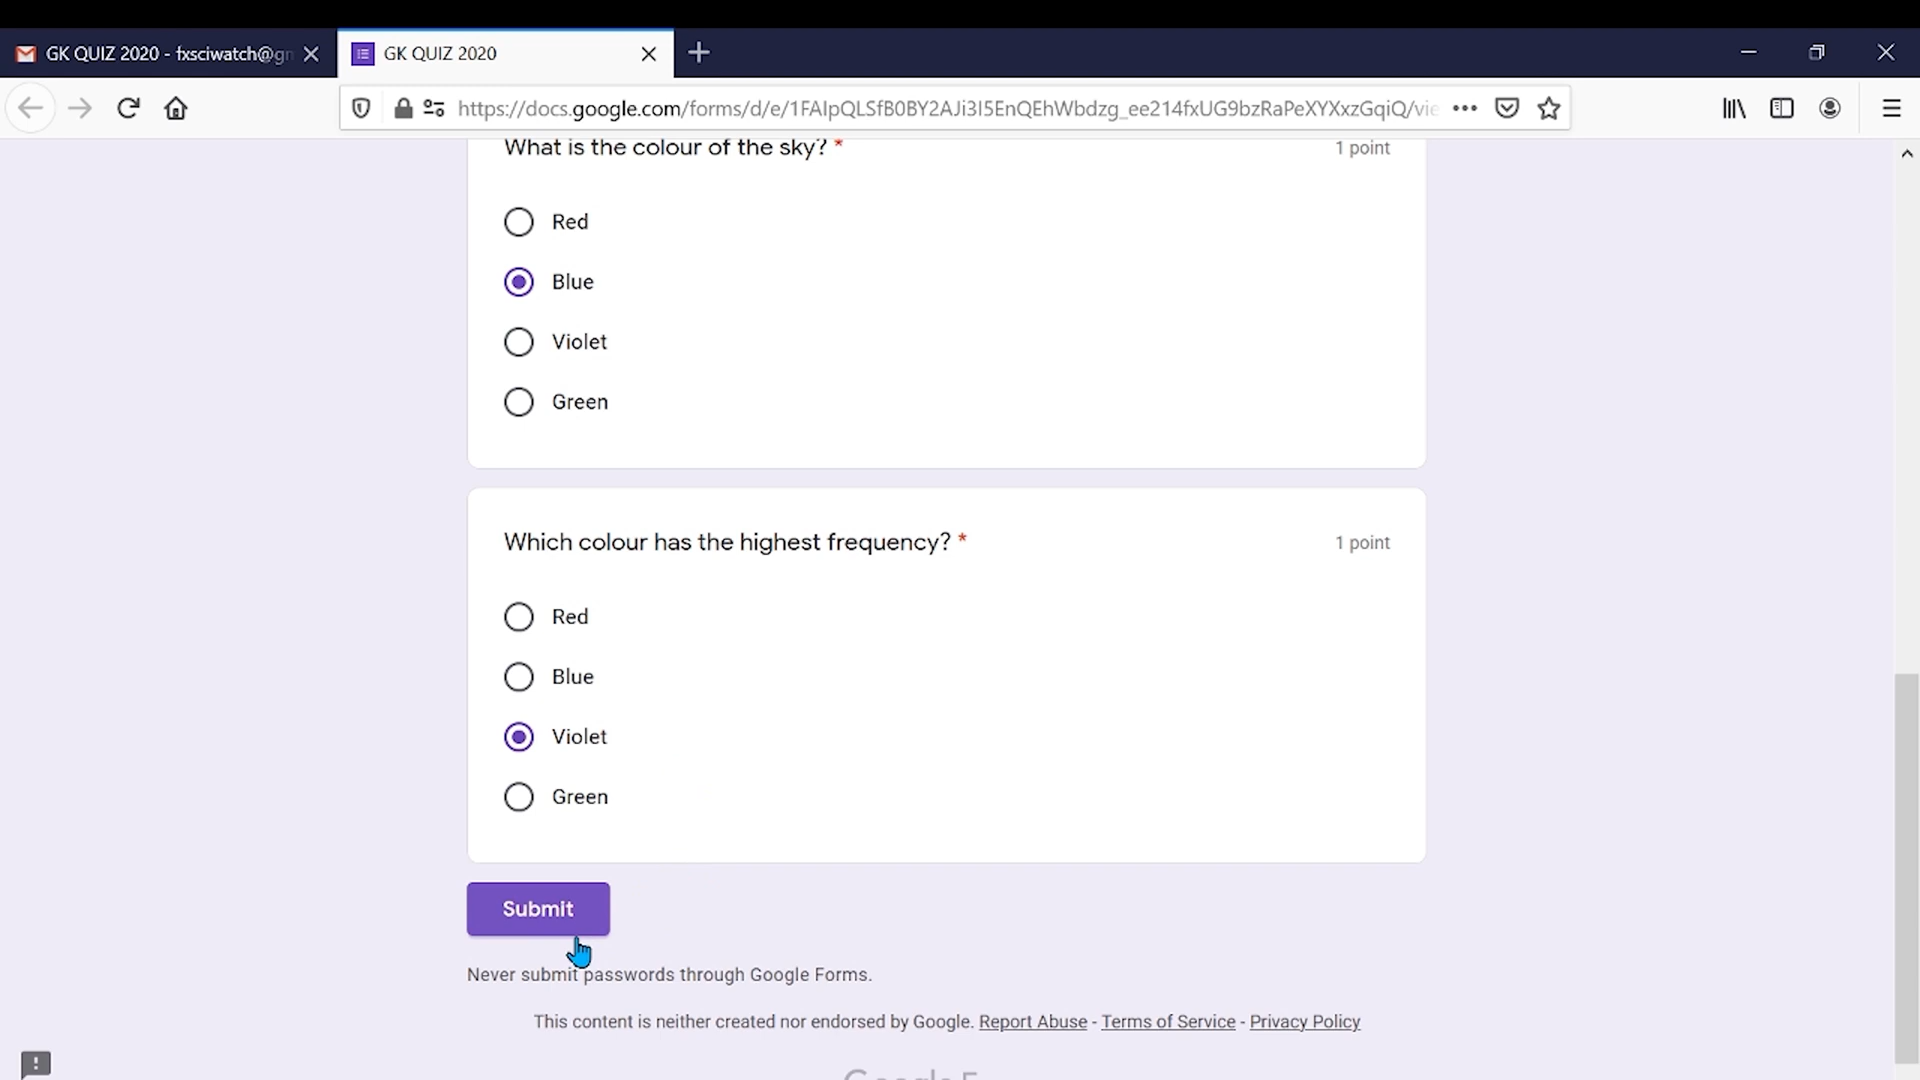 GK QUIZ 2020 - fxsciwatch@gm
GK QUIZ 2020
https://docs.google.com/forms/d/e/1FAIpQLSfB0BY2AJi3I5EnQEhWbdzg_ee214fxUG9bzRaPeXYXxzGqiQ/vie
What is the colour of the sky? *
1 point
Red
Blue
Violet
Green
Which colour has the highest frequency? *
1 point
Red
Blue
Violet
Green
Submit
Never submit passwords through Google Forms.
This content is neither created nor endorsed by Google. Report Abuse - Terms of Service - Privacy Policy